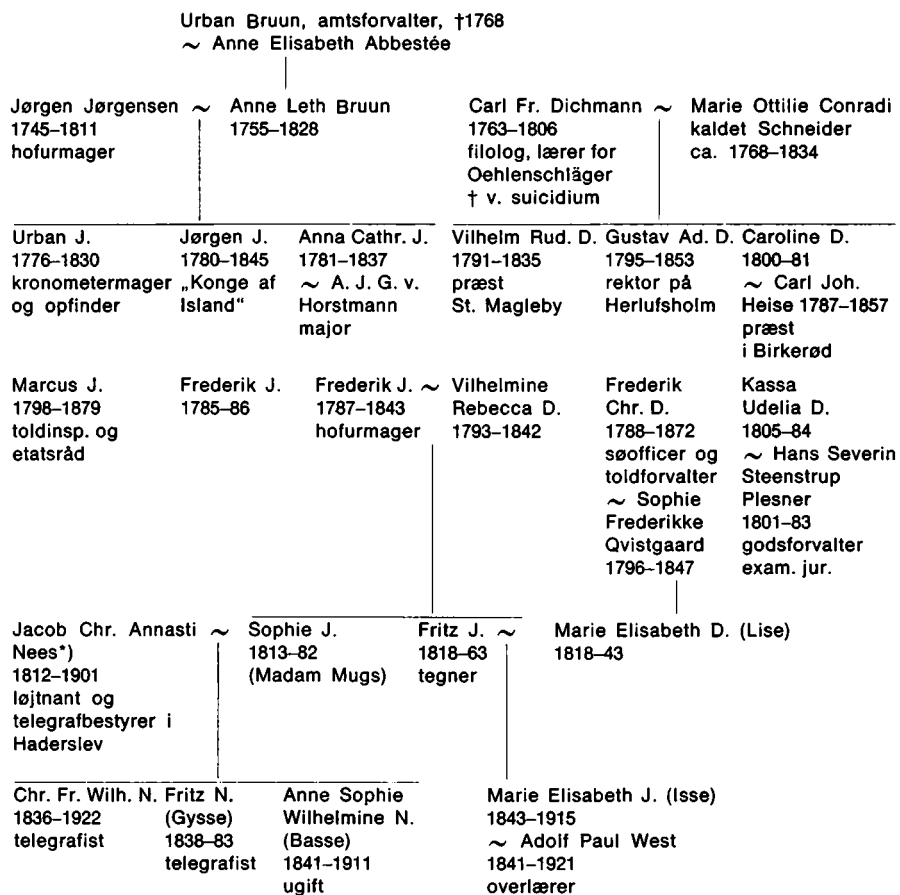 Urban Bruun, amtsforvalter, †1768
~ Anne Elisabeth Abbestée
Jørgen Jørgensen ~ Anne Leth Bruun
1745–1811 1755–1828
hofurmager
Carl Fr. Dichmann ~ Marie Ottilie Conradi
1763–1806 kaldet Schneider
filolog, lærer for ca. 1768–1834
Oehlenschläger
† v. suicidium
Urban J.
1776–1830
kronometermager
og opfinder
Jørgen J.
1780–1845
„Konge af
Island"
Anna Cathr. J.
1781–1837
~ A. J. G. v.
Horstmann
major
Vilhelm Rud. D.
1791–1835
præst
St. Magleby
Gustav Ad. D.
1795–1853
rektor på
Herlufsholm
Caroline D.
1800–81
~ Carl Joh.
Heise 1787–1857
præst
i Birkerød
Marcus J.
1798–1879
toldinsp. og
etatsråd
Frederik J.
1785–86
Frederik J. ~ Vilhelmine
1787–1843 Rebecca D.
hofurmager 1793–1842
Frederik
Chr. D.
1788–1872
søofficer og
toldforvalter
~ Sophie
Frederikke
Qvistgaard
1796–1847
Kassa
Udelia D.
1805–84
~ Hans Severin
Steenstrup
Plesner
1801–83
godsforvalter
exam. jur.
Jacob Chr. Annasti ~ Sophie J.
Nees*) 1813–82
1812–1901 (Madam Mugs)
løjtnant og
telegrafbestyrer i
Haderslev
Fritz J. ~ Marie Elisabeth D. (Lise)
1818–63 1818–43
tegner
Chr. Fr. Wilh. N.
1836–1922
telegrafist
Fritz N.
(Gysse)
1838–83
telegrafist
Anne Sophie
Wilhelmine N.
(Basse)
1841–1911
ugift
Marie Elisabeth J. (Isse)
1843–1915
~ Adolf Paul West
1841–1921
overlærer